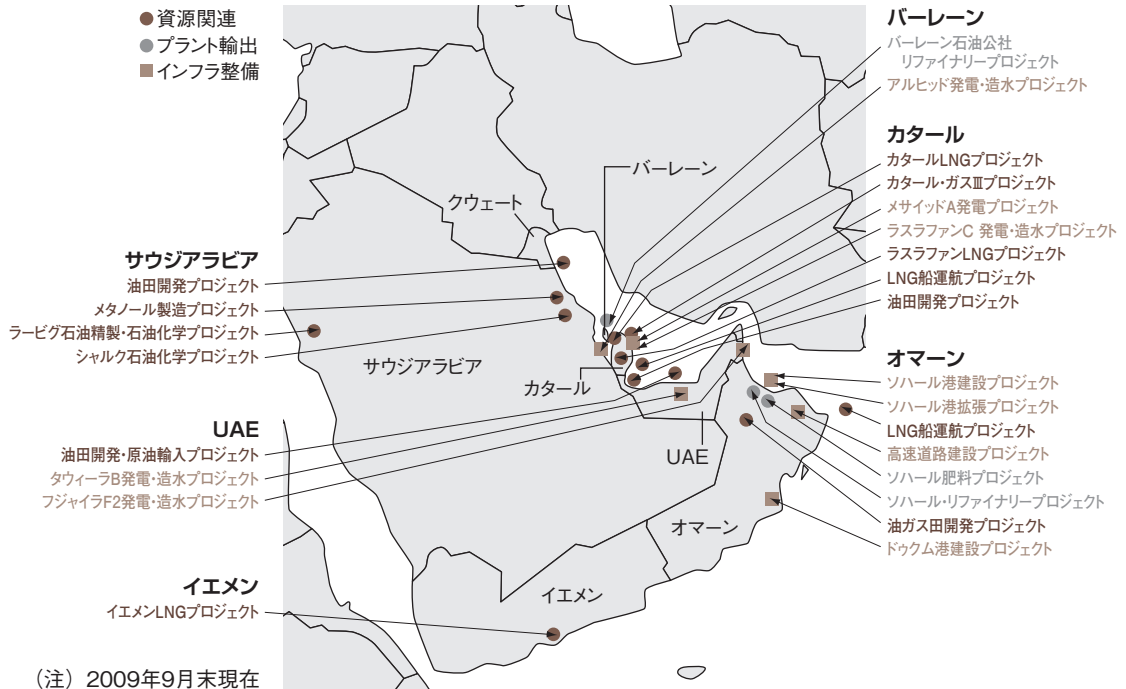 資源関連
プラント輸出
インフラ整備
サウジアラビア
油田開発プロジェクト
メタノール製造プロジェクト
ラービグ石油精製・石油化学プロジェクト
シャルク石油化学プロジェクト
UAE
油田開発・原油輸入プロジェクト
タウィーラB発電・造水プロジェクト
フジャイラF2発電・造水プロジェクト
イエメン
イエメンLNGプロジェクト
（注）2009年9月末現在
バーレーン
クウェート
サウジアラビア
カタール
UAE
オマーン
イエメン
バーレーン
バーレーン石油公社
リファイナリープロジェクト
アルヒッド発電・造水プロジェクト
カタール
カタールLNGプロジェクト
カタール・ガスⅢプロジェクト
メサイッドA発電プロジェクト
ラスラファンC 発電・造水プロジェクト
ラスラファンLNGプロジェクト
LNG船運航プロジェクト
油田開発プロジェクト
オマーン
ソハール港建設プロジェクト
ソハール港拡張プロジェクト
LNG船運航プロジェクト
高速道路建設プロジェクト
ソハール肥料プロジェクト
ソハール・リファイナリープロジェクト
油ガス田開発プロジェクト
ドゥクム港建設プロジェクト